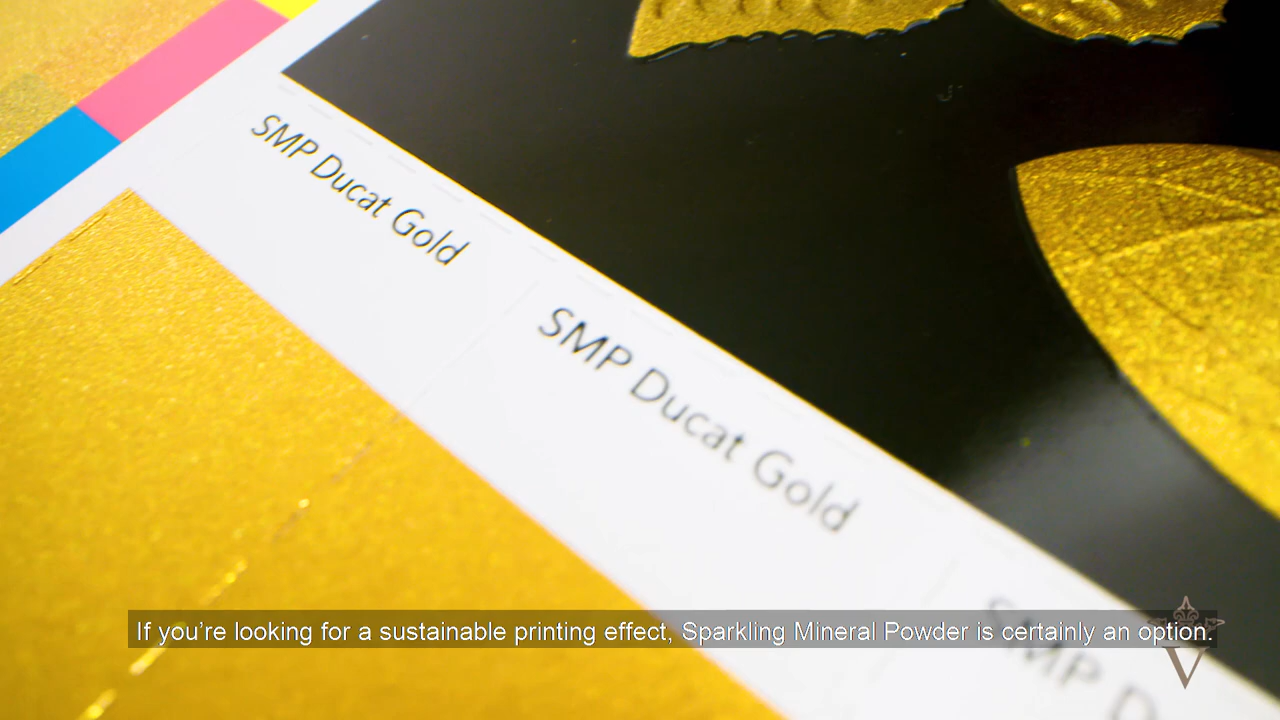 SMP Ducat Gold
SMP Ducat Gold
SMP D
If you’re looking for a sustainable printing effect, Sparkling Mineral Powder is certainly an option.
V